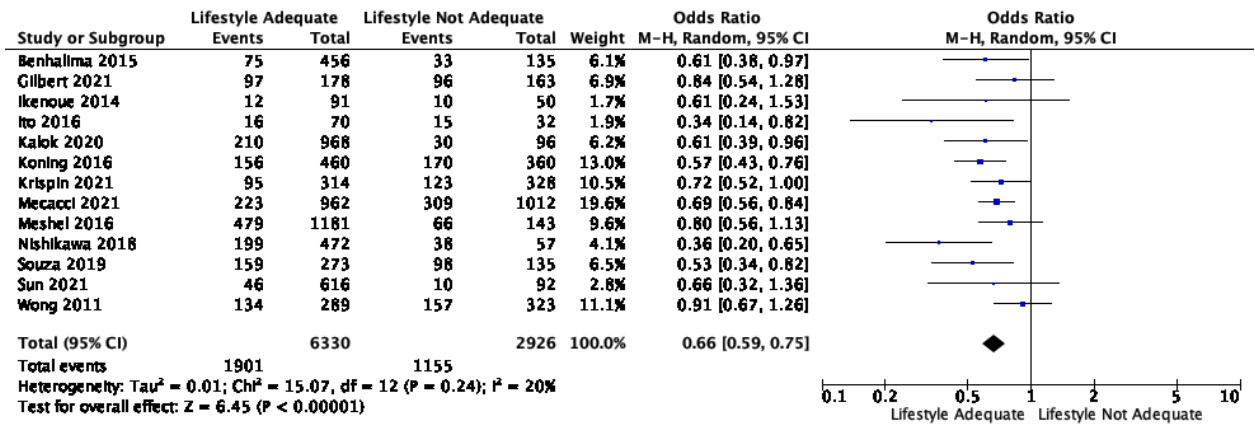 Lifestyle Adequate Lifestyle Not Adequate Odds Ratio Odds Ratio
Study or Subgroup Events Total Events Total Weight M-H, Random, 95% CI M-H, Random, 95% CI
Benhalima 2015 75 456 33 135 6.1% 0.61 [0.38, 0.97]
Gilbert 2021 97 178 96 163 6.9% 0.84 [0.54, 1.28]
Ikenoue 2014 12 91 10 50 1.7% 0.61 [0.24, 1.53]
Ito 2016 16 70 15 32 1.9% 0.34 [0.14, 0.82]
Kalok 2020 210 968 30 96 6.2% 0.61 [0.39, 0.96]
Koning 2016 156 460 170 360 13.0% 0.57 [0.43, 0.76]
Krispin 2021 95 314 123 328 10.5% 0.72 [0.52, 1.00]
Mecacci 2021 223 962 309 1012 19.6% 0.69 [0.56, 0.84]
Meshel 2016 479 1181 66 143 9.6% 0.80 [0.56, 1.13]
Nishikawa 2018 199 472 38 57 4.1% 0.36 [0.20, 0.65]
Souza 2019 159 273 98 135 6.5% 0.53 [0.34, 0.82]
Sun 2021 46 616 10 92 2.8% 0.66 [0.32, 1.36]
Wong 2011 134 289 157 323 11.1% 0.91 [0.67, 1.26]
Total (95% CI) 6330 2926 100.0% 0.66 [0.59, 0.75]
Total events 1901 1155
Heterogeneity: Tau² = 0.01; Chi² = 15.07, df = 12 (P = 0.24); I² = 20%
Test for overall effect: Z = 6.45 (P < 0.00001)
0.1 0.2 0.5 1 2 5 10
Lifestyle Adequate Lifestyle Not Adequate